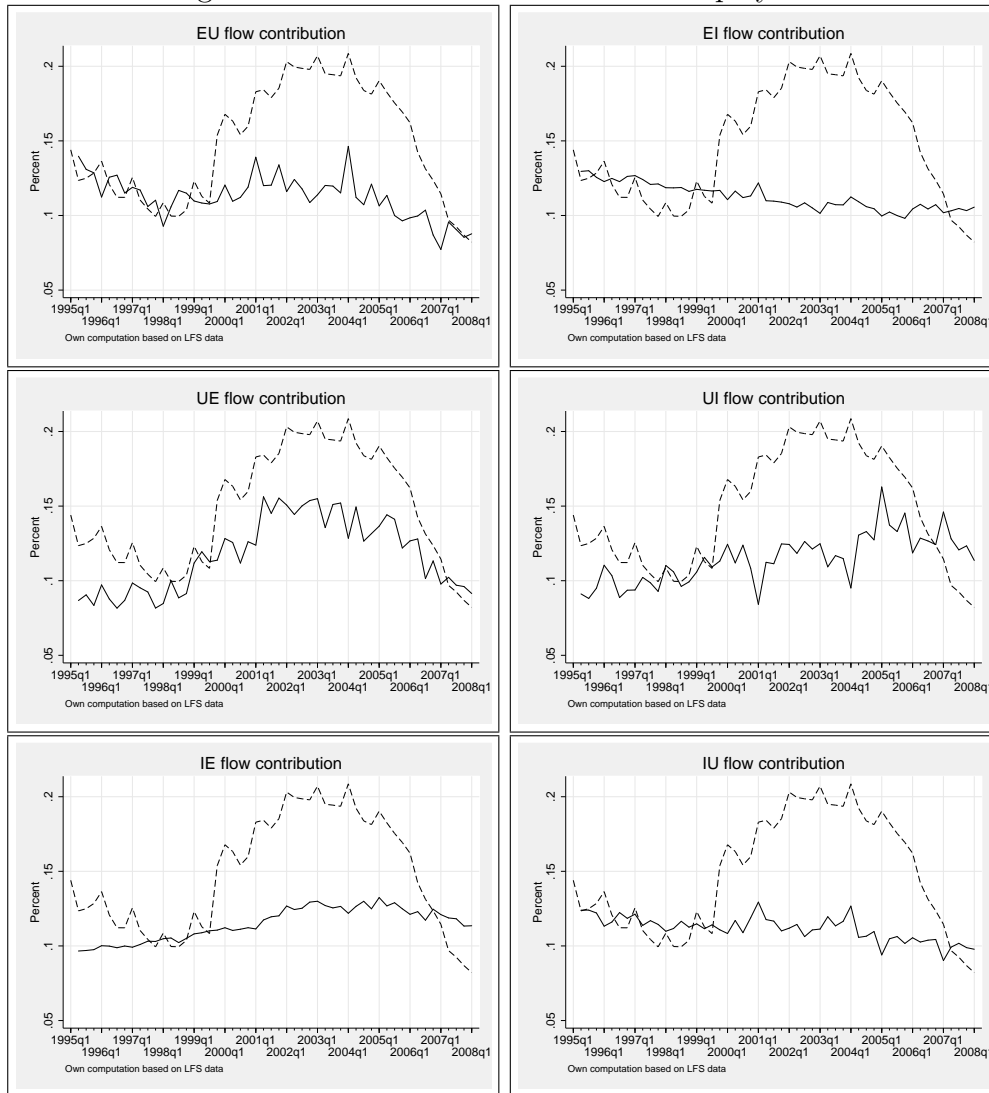 EU flow contribution
Percent
.05 .1 .15 .2
1995q1 1997q1 1999q1 2001q1 2003q1 2005q1 2007q1
1996q1 1998q1 2000q1 2002q1 2004q1 2006q1 2008q1
Own computation based on LFS data
EI flow contribution
Percent
.05 .1 .15 .2
1995q1 1997q1 1999q1 2001q1 2003q1 2005q1 2007q1
1996q1 1998q1 2000q1 2002q1 2004q1 2006q1 2008q1
Own computation based on LFS data
UE flow contribution
Percent
.05 .1 .15 .2
1995q1 1997q1 1999q1 2001q1 2003q1 2005q1 2007q1
1996q1 1998q1 2000q1 2002q1 2004q1 2006q1 2008q1
Own computation based on LFS data
UI flow contribution
Percent
.05 .1 .15 .2
1995q1 1997q1 1999q1 2001q1 2003q1 2005q1 2007q1
1996q1 1998q1 2000q1 2002q1 2004q1 2006q1 2008q1
Own computation based on LFS data
IE flow contribution
Percent
.05 .1 .15 .2
1995q1 1997q1 1999q1 2001q1 2003q1 2005q1 2007q1
1996q1 1998q1 2000q1 2002q1 2004q1 2006q1 2008q1
Own computation based on LFS data
IU flow contribution
Percent
.05 .1 .15 .2
1995q1 1997q1 1999q1 2001q1 2003q1 2005q1 2007q1
1996q1 1998q1 2000q1 2002q1 2004q1 2006q1 2008q1
Own computation based on LFS data